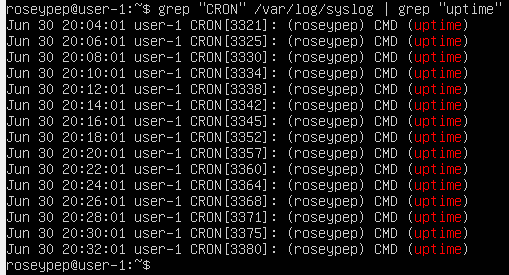 roseypep@user-1:~$ grep "CRON" /var/log/syslog | grep "uptime"
Jun 30 20:04:01 user-1 CRON[3321]: (roseypep) CMD (uptime)
Jun 30 20:06:01 user-1 CRON[3325]: (roseypep) CMD (uptime)
Jun 30 20:08:01 user-1 CRON[3330]: (roseypep) CMD (uptime)
Jun 30 20:10:01 user-1 CRON[3334]: (roseypep) CMD (uptime)
Jun 30 20:12:01 user-1 CRON[3338]: (roseypep) CMD (uptime)
Jun 30 20:14:01 user-1 CRON[3342]: (roseypep) CMD (uptime)
Jun 30 20:16:01 user-1 CRON[3345]: (roseypep) CMD (uptime)
Jun 30 20:18:01 user-1 CRON[3352]: (roseypep) CMD (uptime)
Jun 30 20:20:01 user-1 CRON[3357]: (roseypep) CMD (uptime)
Jun 30 20:22:01 user-1 CRON[3360]: (roseypep) CMD (uptime)
Jun 30 20:24:01 user-1 CRON[3364]: (roseypep) CMD (uptime)
Jun 30 20:26:01 user-1 CRON[3368]: (roseypep) CMD (uptime)
Jun 30 20:28:01 user-1 CRON[3371]: (roseypep) CMD (uptime)
Jun 30 20:30:01 user-1 CRON[3375]: (roseypep) CMD (uptime)
Jun 30 20:32:01 user-1 CRON[3380]: (roseypep) CMD (uptime)
roseypep@user-1:~$